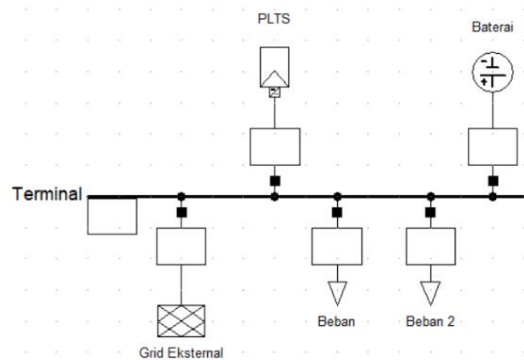 PLTS
Baterai
Terminal
Beban
Beban 2
Grid Eksternal